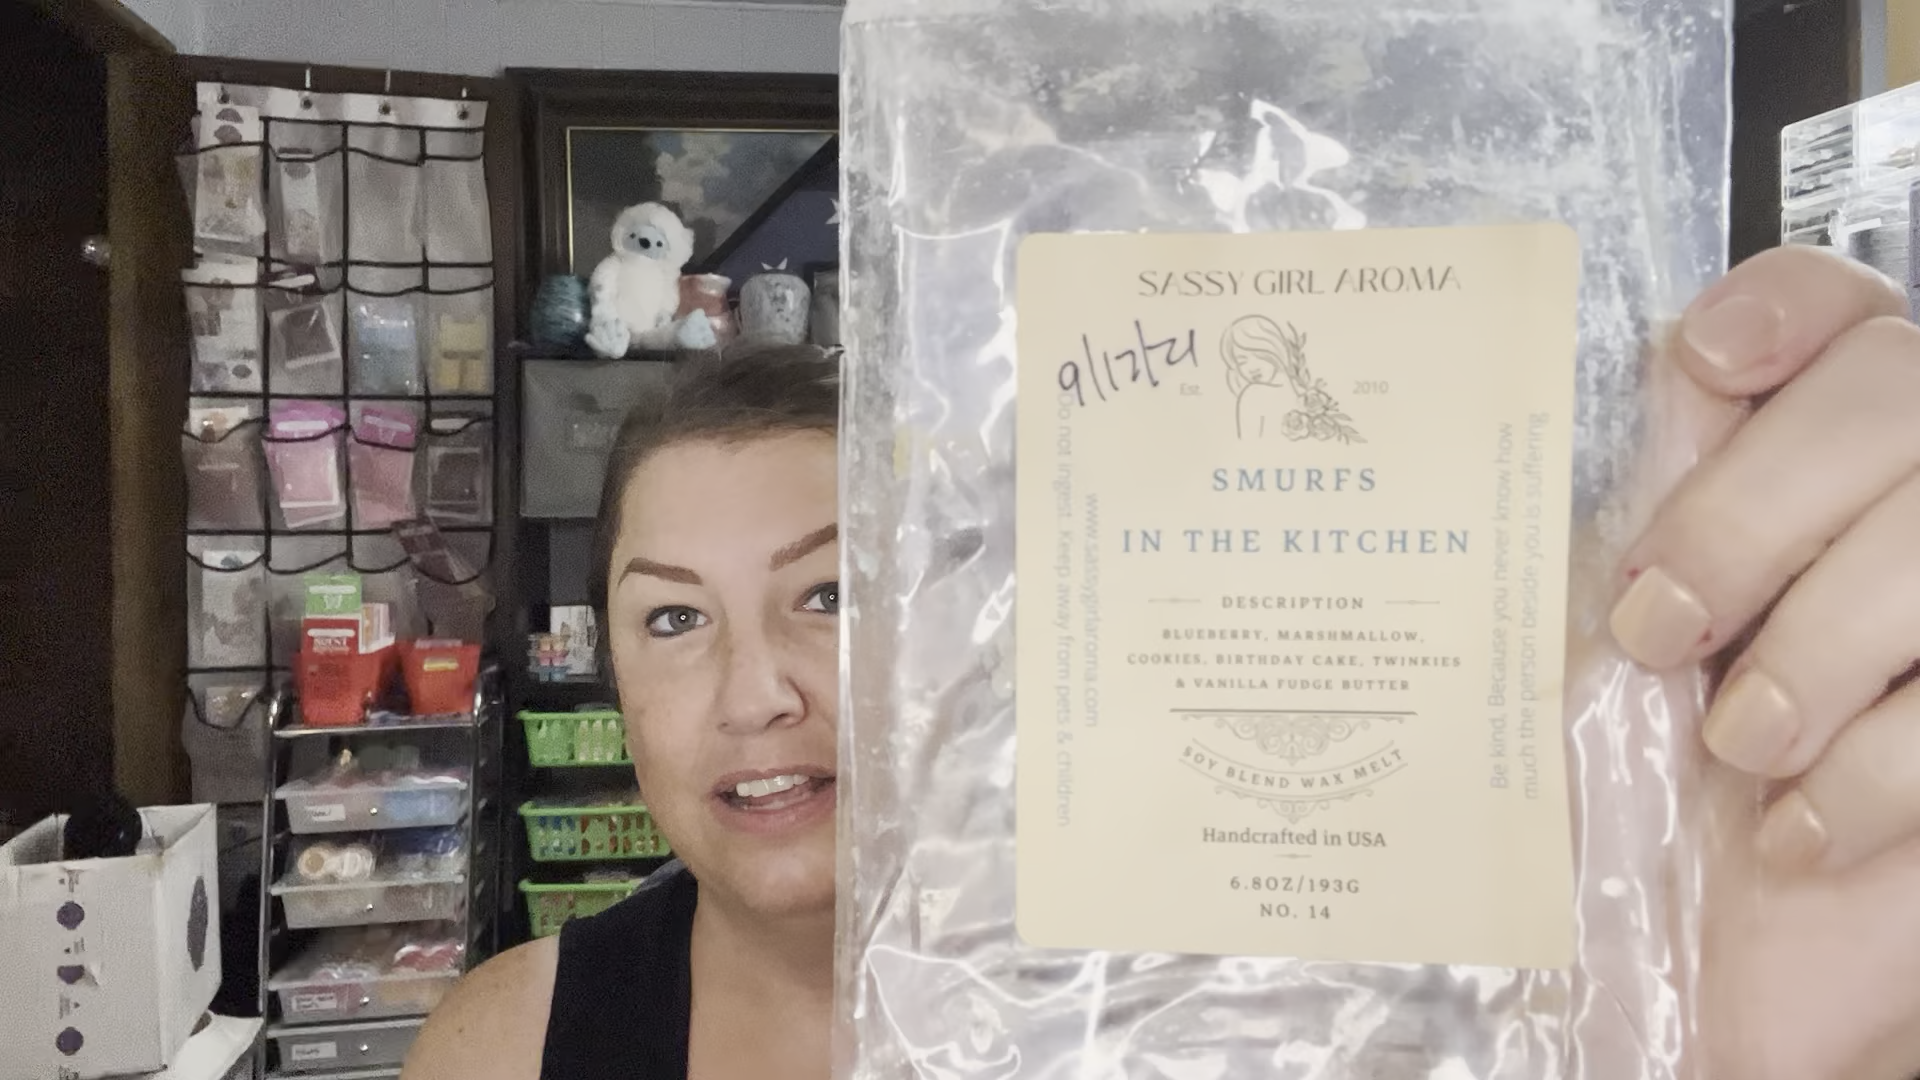 SASSY GIRL AROMA
9/12/21
Est. 2010
SMURFS
IN THE KITCHEN
DESCRIPTION
BLUEBERRY, MARSHMALLOW,
COOKIES, BIRTHDAY CAKE, TWINKIES
& VANILLA FUDGE BUTTER
SOY BLEND WAX MELT
Handcrafted in USA
6.8OZ/193G
NO. 14
Do not ingest. Keep away from pets & children
www.sassygirlaroma.com
Be kind. Because you never know how
much the person beside you is suffering